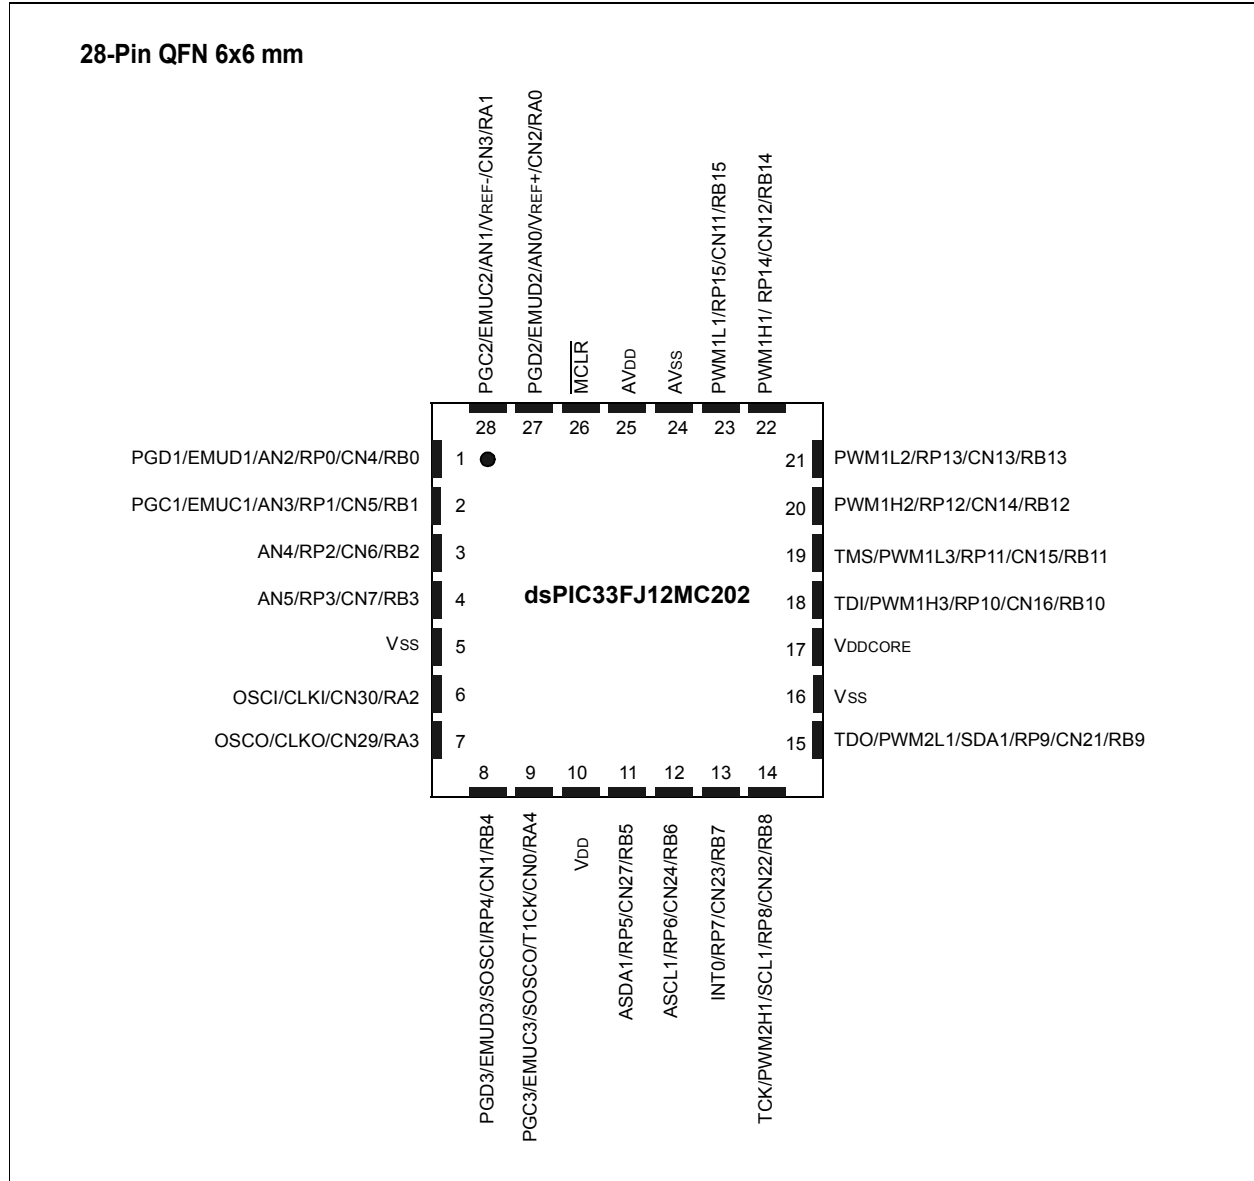 28-Pin QFN 6x6 mm
PGC2/EMUC2/AN1/VREF-/CN3/RA1
PGD2/EMUD2/AN0/VREF+/CN2/RA0
MCLR
AVDD
AVSS
PWM1L1/RP15/CN11/RB15
PWM1H1/ RP14/CN12/RB14
28 27 26 25 24 23 22
PGD1/EMUD1/AN2/RP0/CN4/RB0 1
PGC1/EMUC1/AN3/RP1/CN5/RB1 2
AN4/RP2/CN6/RB2 3
AN5/RP3/CN7/RB3 4
VSS 5
OSCI/CLKI/CN30/RA2 6
OSCO/CLKO/CN29/RA3 7
dsPIC33FJ12MC202
21 PWM1L2/RP13/CN13/RB13
20 PWM1H2/RP12/CN14/RB12
19 TMS/PWM1L3/RP11/CN15/RB11
18 TDI/PWM1H3/RP10/CN16/RB10
17 VDDCORE
16 VSS
15 TDO/PWM2L1/SDA1/RP9/CN21/RB9
8 9 10 11 12 13 14
PGD3/EMUD3/SOSCI/RP4/CN1/RB4
PGC3/EMUC3/SOSCO/T1CK/CN0/RA4
VDD
ASDA1/RP5/CN27/RB5
ASCL1/RP6/CN24/RB6
INT0/RP7/CN23/RB7
TCK/PWM2H1/SCL1/RP8/CN22/RB8